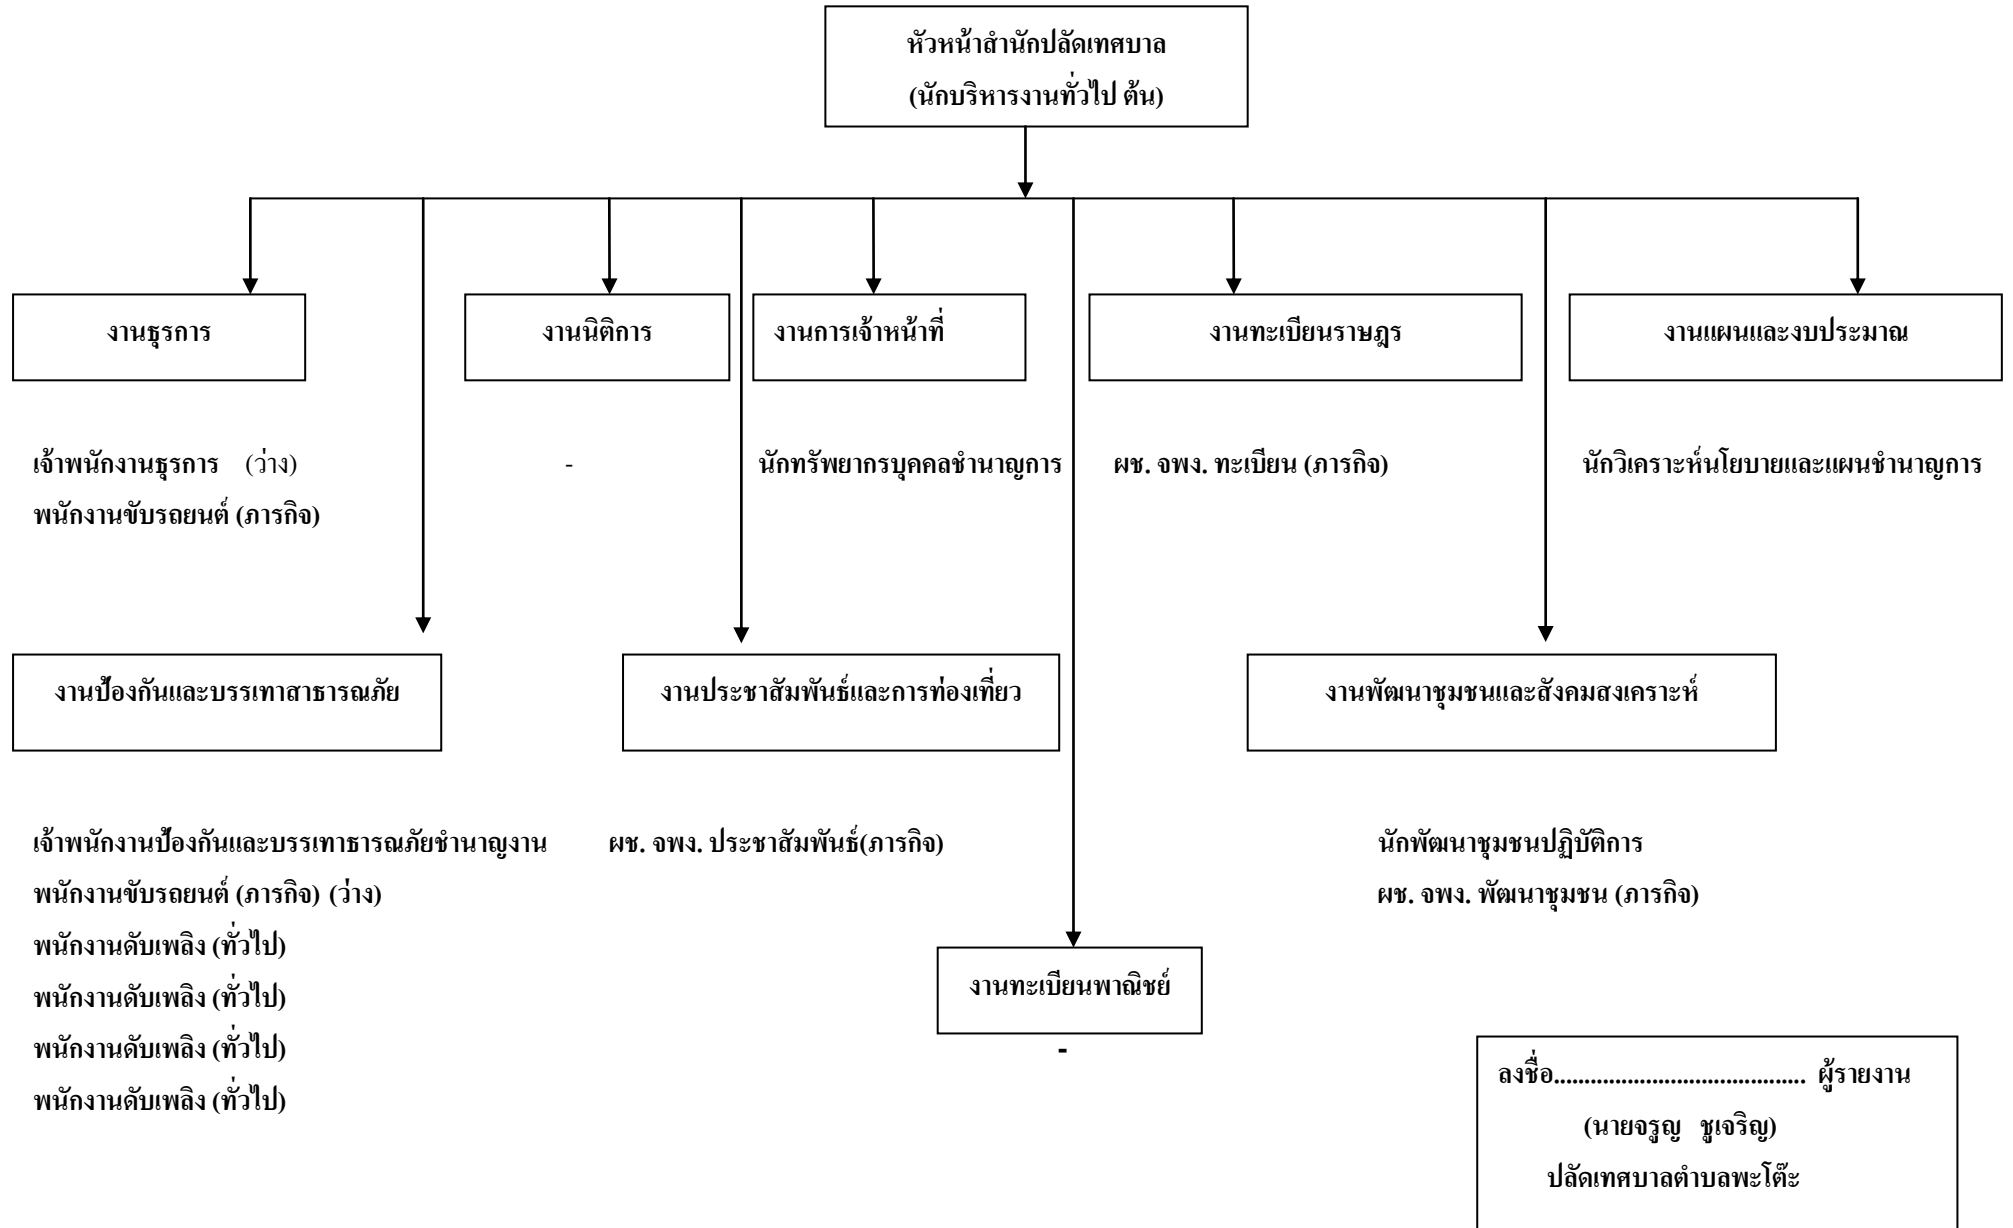 หัวหน้าสำนักปลัดเทศบาล
(นักบริหารงานทั่วไป ต้น)
งานธุรการ
งานนิติการ
งานการเจ้าหน้าที่
งานทะเบียนราษฎร
งานแผนและงบประมาณ
เจ้าพนักงานธุรการ (ว่าง)
พนักงานขับรถยนต์ (ภารกิจ)
-
นักทรัพยากรบุคคลชำนาญการ
ผช. จพง. ทะเบียน (ภารกิจ)
นักวิเคราะห์นโยบายและแผนชำนาญการ
งานป้องกันและบรรเทาสาธารณภัย
งานประชาสัมพันธ์และการท่องเที่ยว
งานพัฒนาชุมชนและสังคมสงเคราะห์
เจ้าพนักงานป้องกันและบรรเทาธารณภัยชำนาญงาน
พนักงานขับรถยนต์ (ภารกิจ) (ว่าง)
พนักงานดับเพลิง (ทั่วไป)
พนักงานดับเพลิง (ทั่วไป)
พนักงานดับเพลิง (ทั่วไป)
พนักงานดับเพลิง (ทั่วไป)
ผช. จพง. ประชาสัมพันธ์(ภารกิจ)
นักพัฒนาชุมชนปฏิบัติการ
ผช. จพง. พัฒนาชุมชน (ภารกิจ)
งานทะเบียนพาณิชย์
-
ลงชื่อ.......................................... ผู้รายงาน
(นายจรูญ ชูเจริญ)
ปลัดเทศบาลตำบลพะโต๊ะ